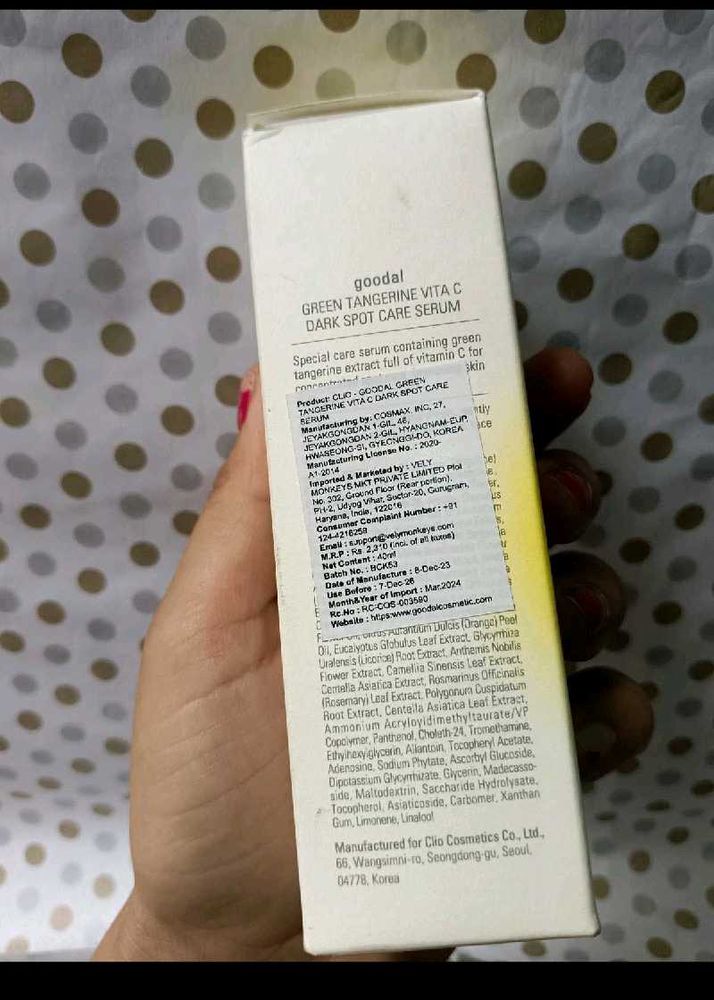 goodal
GREEN TANGERINE VITA C
DARK SPOT CARE SERUM
Special care serum containing green
tangerine extract full of vitamin C for
skin
Product: CLIO - GOODAL GREEN
TANGERINE VITA C DARK SPOT CARE
SERUM
Manufacturing by: COSMAX, INC, 27,
JEYAKGONGDAN 1-GIL, 46,
JEYAKGONGDAN 2-GIL, HYANGNAM-EUP,
HWASEONG-SI, GYEONGGI-DO, KOREA
Manufacturing License No. : 2020-
A1-2014
Imported & Marketed by : VELY
MONKEYS MKT PRIVATE LIMITED Plot
No. 302, Ground Floor (Rear portion),
PH-2, Udyog Vihar, Sector-20, Gurugram,
Haryana, India, 122016
Consumer Complaint Number : +91
124-4216259
Email : support@velymonkeys.com
M.R.P : Rs. 2,310 (incl. of all taxes)
Net Content : 40ml
Batch No. : BCK53
Date of Manufacture : 8-Dec-23
Use Before : 7-Dec-26
Month&Year of Import : Mar.2024
Rc.No : RC-COS-003590
Website : https:www.goodalcosmetic.com
Citrus Aurantium Dulcis (Orange) Peel
Oil, Eucalyptus Globulus Leaf Extract, Glycyrrhiza
Uralensis (Licorice) Root Extract, Anthemis Nobilis
Flower Extract, Camellia Sinensis Leaf Extract,
Centella Asiatica Extract, Rosmarinus Officinalis
(Rosemary) Leaf Extract, Polygonum Cuspidatum
Root Extract, Centella Asiatica Leaf Extract,
Ammonium Acryloyldimethyltaurate/VP
Copolymer, Panthenol, Choleth-24, Tromethamine,
Ethylhexylglycerin, Allantoin, Tocopheryl Acetate,
Adenosine, Sodium Phytate, Ascorbyl Glucoside,
Dipotassium Glycyrrhizate, Glycerin, Madecasso-
side, Maltodextrin, Saccharide Hydrolysate,
Tocopherol, Asiaticoside, Carbomer, Xanthan
Gum, Limonene, Linalool
Manufactured for Clio Cosmetics Co., Ltd.,
66, Wangsimni-ro, Seongdong-gu, Seoul,
04778, Korea